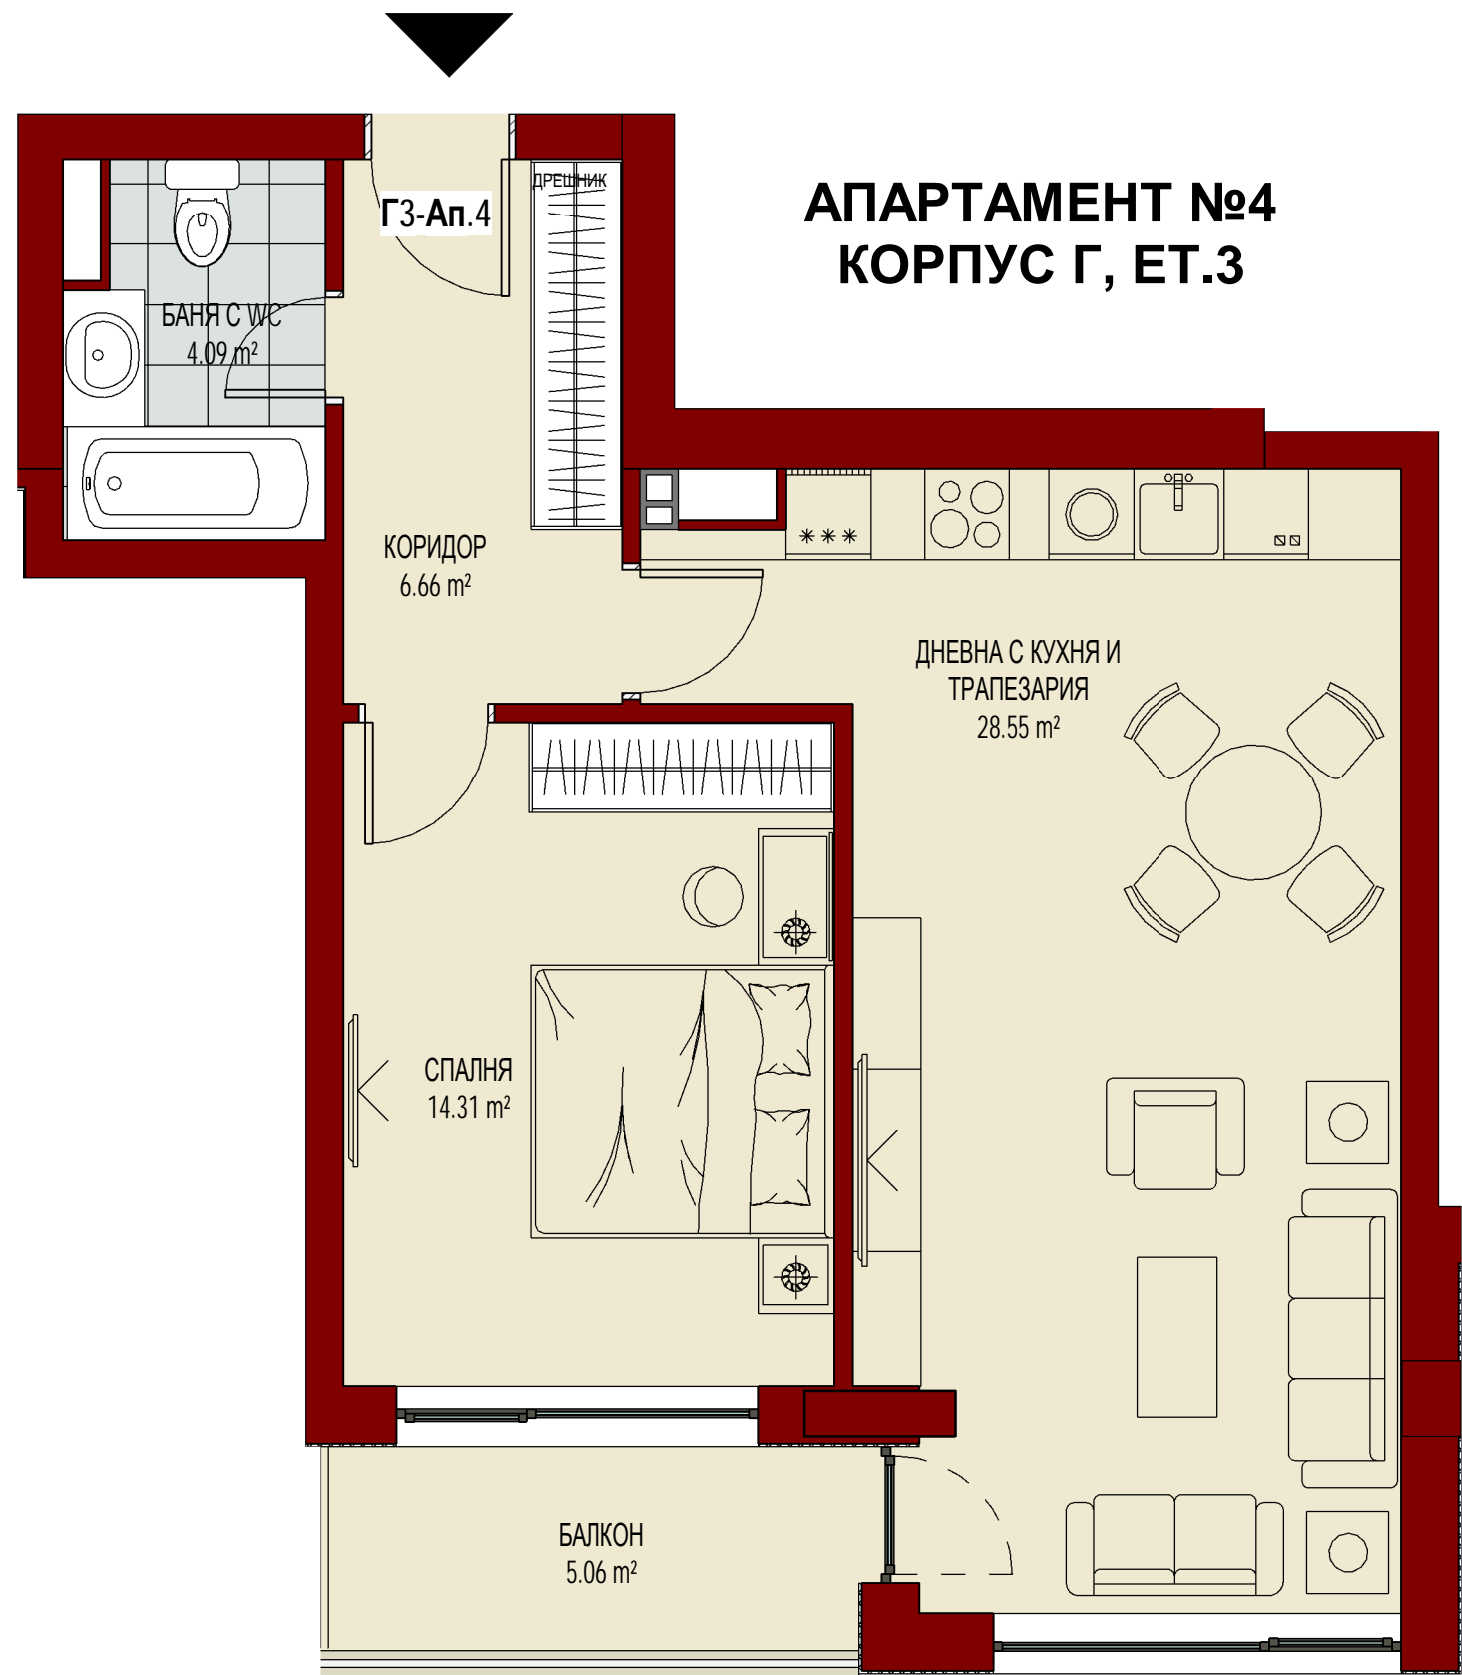 АПАРТАМЕНТ №4
КОРПУС Г, ЕТ.3
ДРЕШНИК
Г3-Ап.4
БАНЯ С WC
4.09 m²
КОРИДОР
6.66 m²
ДНЕВНА С КУХНЯ И
ТРАПЕЗАРИЯ
28.55 m²
СПАЛНЯ
14.31 m²
БАЛКОН
5.06 m²